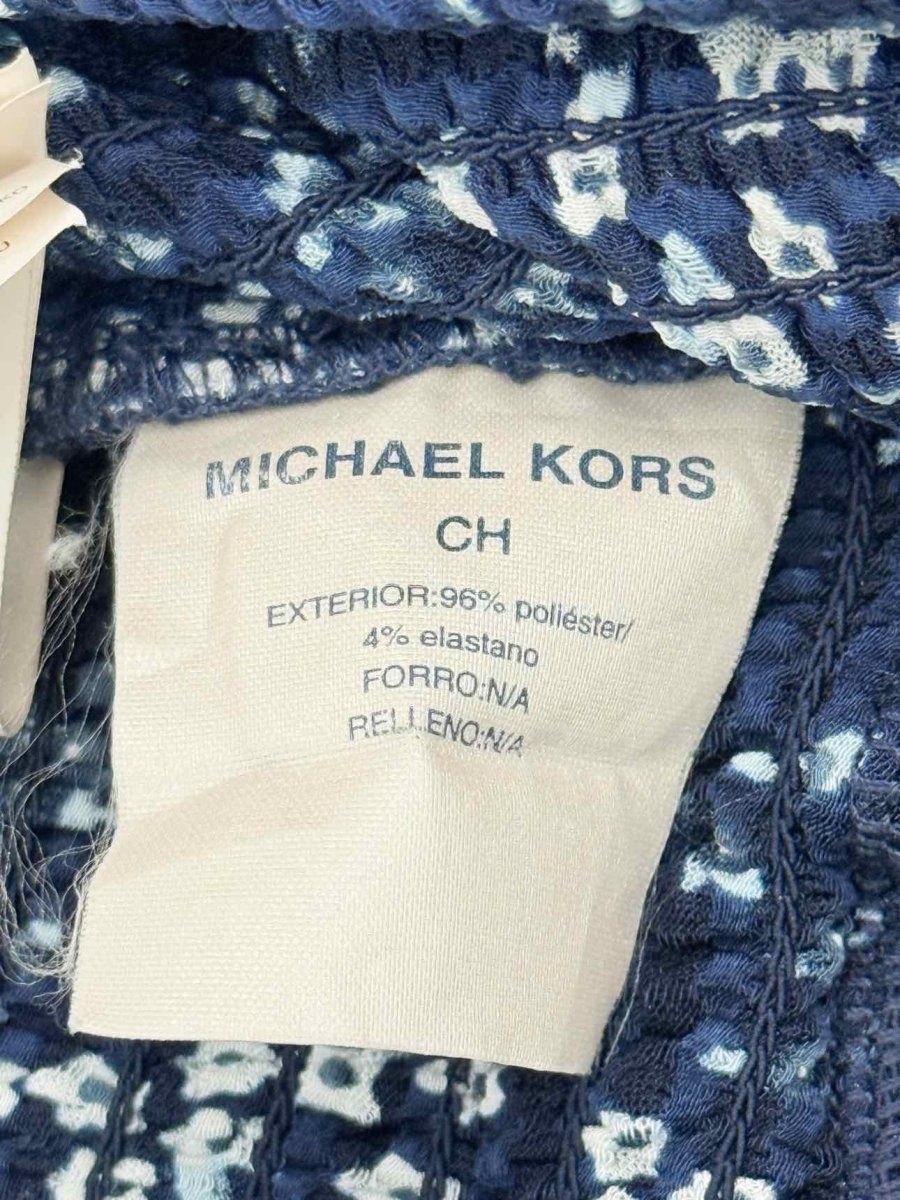 MICHAEL KORS
CH
EXTERIOR:96% poliéster/
4% elastano
FORRO:N/A
RELLENO:N/A